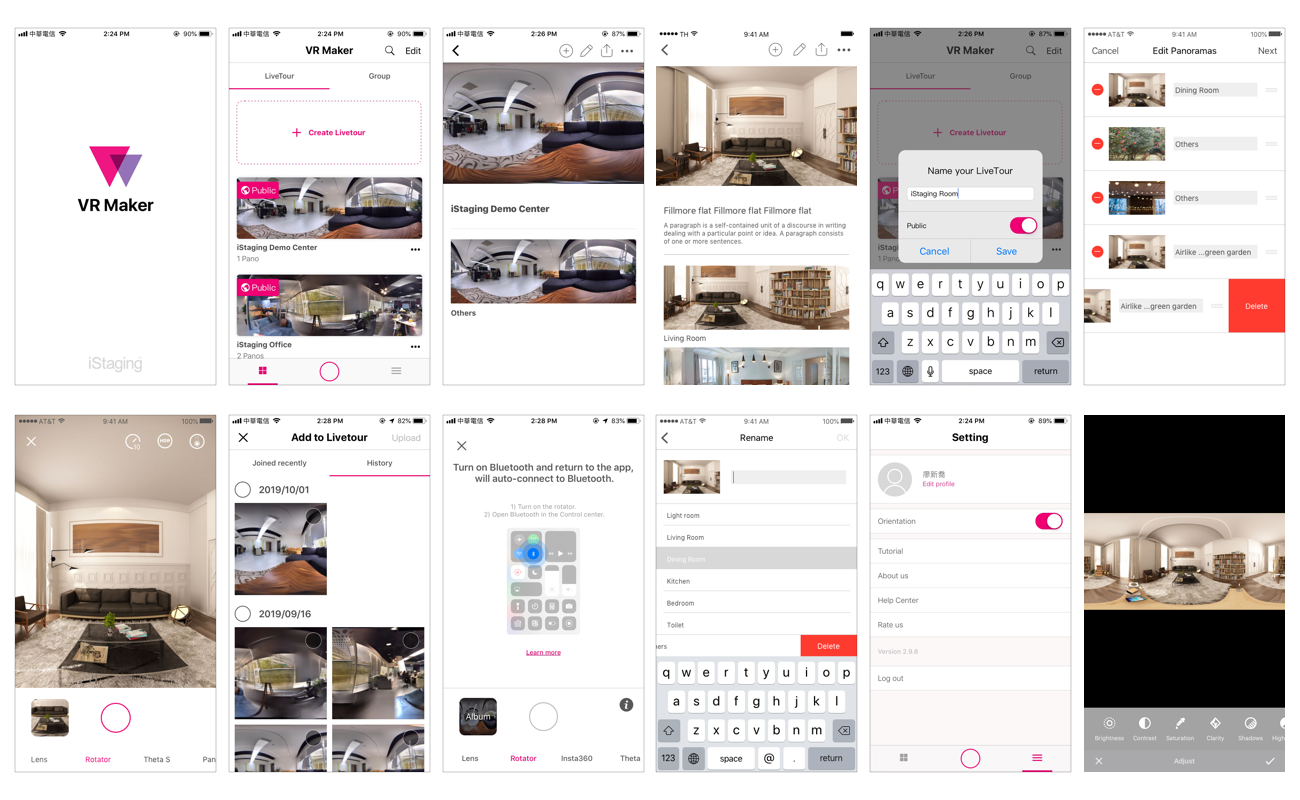 中華電信
2:24 PM
90%
VR Maker
iStaging
中華電信
2:24 PM
90%
VR Maker
Edit
LiveTour
Group
+ Create Livetour
Public
iStaging Demo Center
1 Pano
Public
iStaging Office
2 Panos
中華電信
2:26 PM
87%
iStaging Demo Center
Others
TH
9:41 AM
Fillmore flat Fillmore flat Fillmore flat
A paragraph is a self-contained unit of a discourse in writing
dealing with a particular point or idea. A paragraph consists
of one or more sentences.
Living Room
中華電信
2:26 PM
87%
VR Maker
Edit
LiveTour
Group
+ Create Livetour
Name your LiveTour
iStaging Room
Public
Cancel
Save
q w e r t y u i o p
a s d f g h j k l
z x c v b n m
123
space
return
AT&T
9:41 AM
100%
Cancel
Edit Panoramas
Next
Dining Room
Others
Others
Airlike ...green garden
Airlike ...green garden
Delete
AT&T
9:41 AM
100%
10
HDR
Lens
Rotator
Theta S
Pan
中華電信
2:28 PM
82%
Add to Livetour
Upload
Joined recently
History
2019/10/01
2019/09/16
中華電信
2:28 PM
83%
Turn on Bluetooth and return to the app,
will auto-connect to Bluetooth.
1) Turn on the rotator.
2) Open Bluetooth in the Control center.
Learn more
Album
Lens
Rotator
Insta360
Theta
AT&T
9:41 AM
100%
Rename
OK
Light room
Living Room
Dining Room
Kitchen
Bedroom
Toilet
ers
Delete
q w e r t y u i o p
a s d f g h j k l
z x c v b n m
123
space
@
.
return
中華電信
2:24 PM
89%
Setting
廖新喬
Edit profile
Orientation
Tutorial
About us
Help Center
Rate us
Version 2.9.8
Log out
Brightness
Contrast
Saturation
Clarity
Shadows
High
Adjust